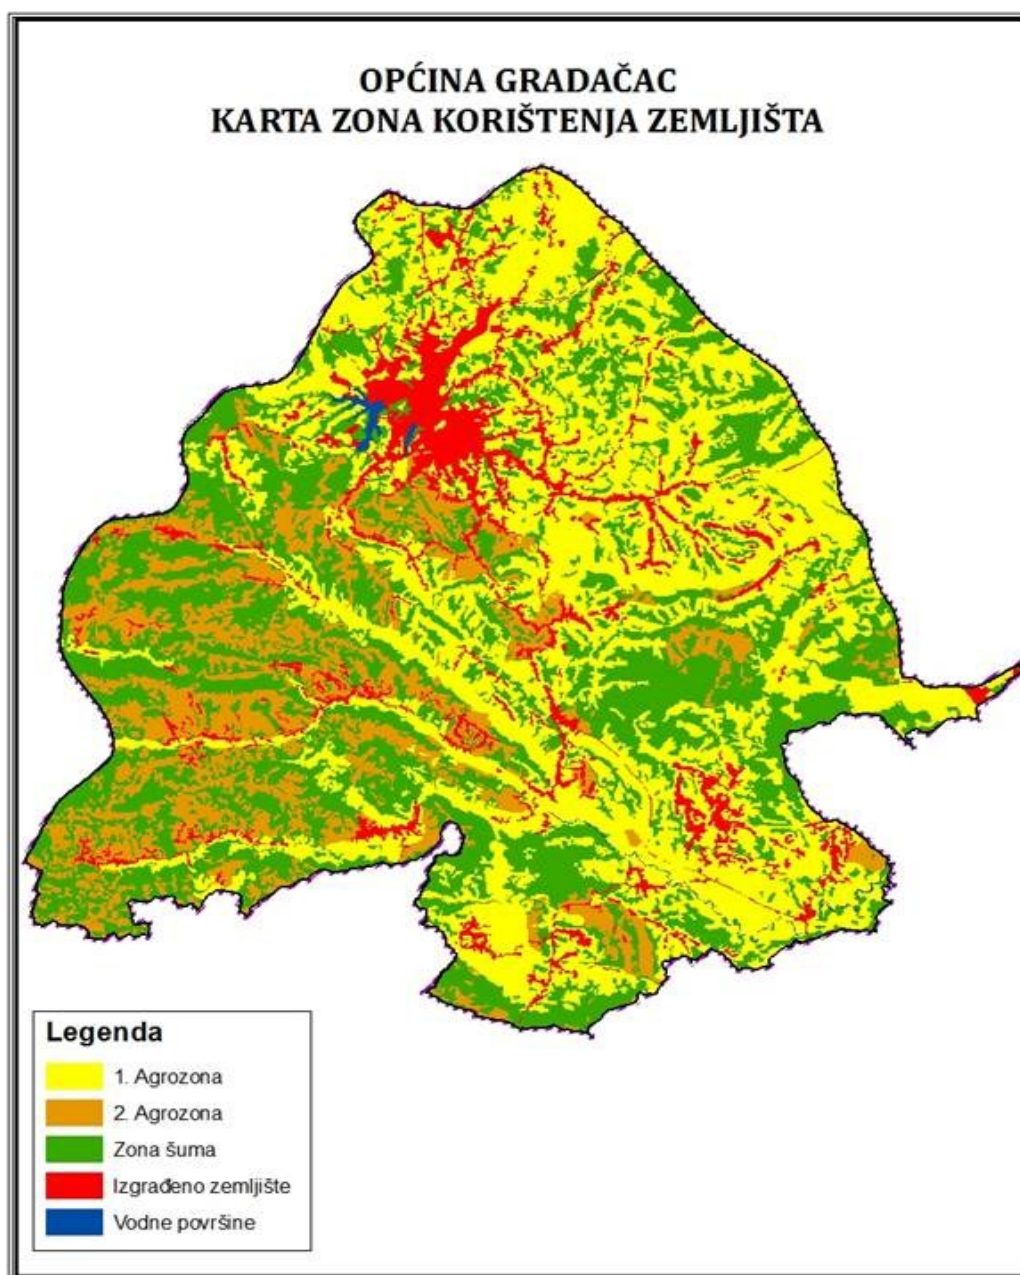 OPĆINA GRADAČAC
KARTA ZONA KORIŠTENJA ZEMLJIŠTA
Legenda
1. Agrozona
2. Agrozona
Zona šuma
Izgrađeno zemljište
Vodne površine